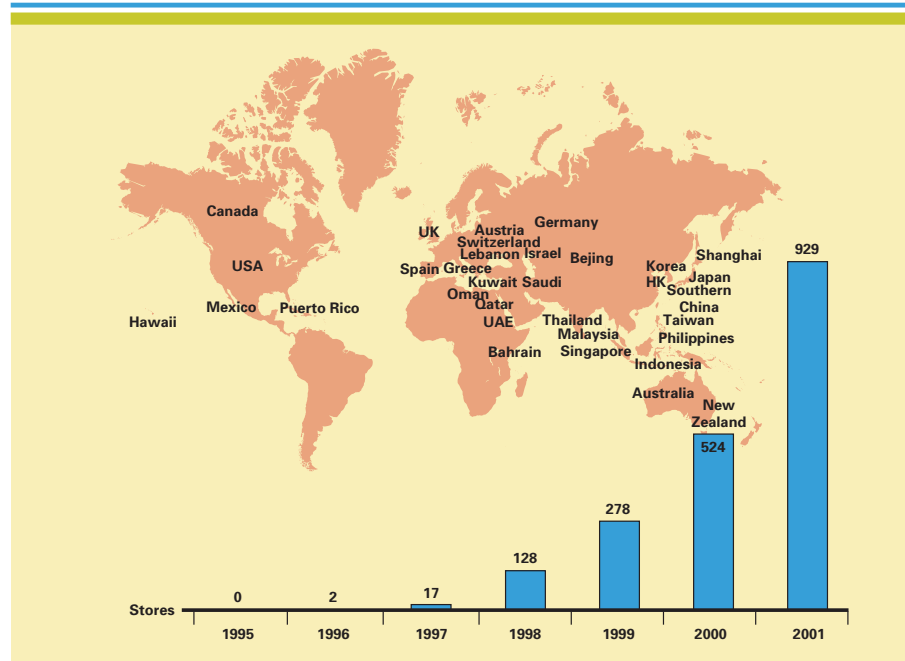 Canada
USA
Mexico
Puerto Rico
Hawaii
UK
Austria
Germany
Switzerland
Lebanon Israel
Spain Greece
Kuwait Saudi
Oman
Qatar
UAE
Bahrain
Bejing
Korea
Shanghai
HK
Japan
Southern
China
Taiwan
Philippines
Thailand
Malaysia
Singapore
Indonesia
Australia
New
Zealand
0
2
17
128
278
524
929
Stores
1995 1996 1997 1998 1999 2000 2001